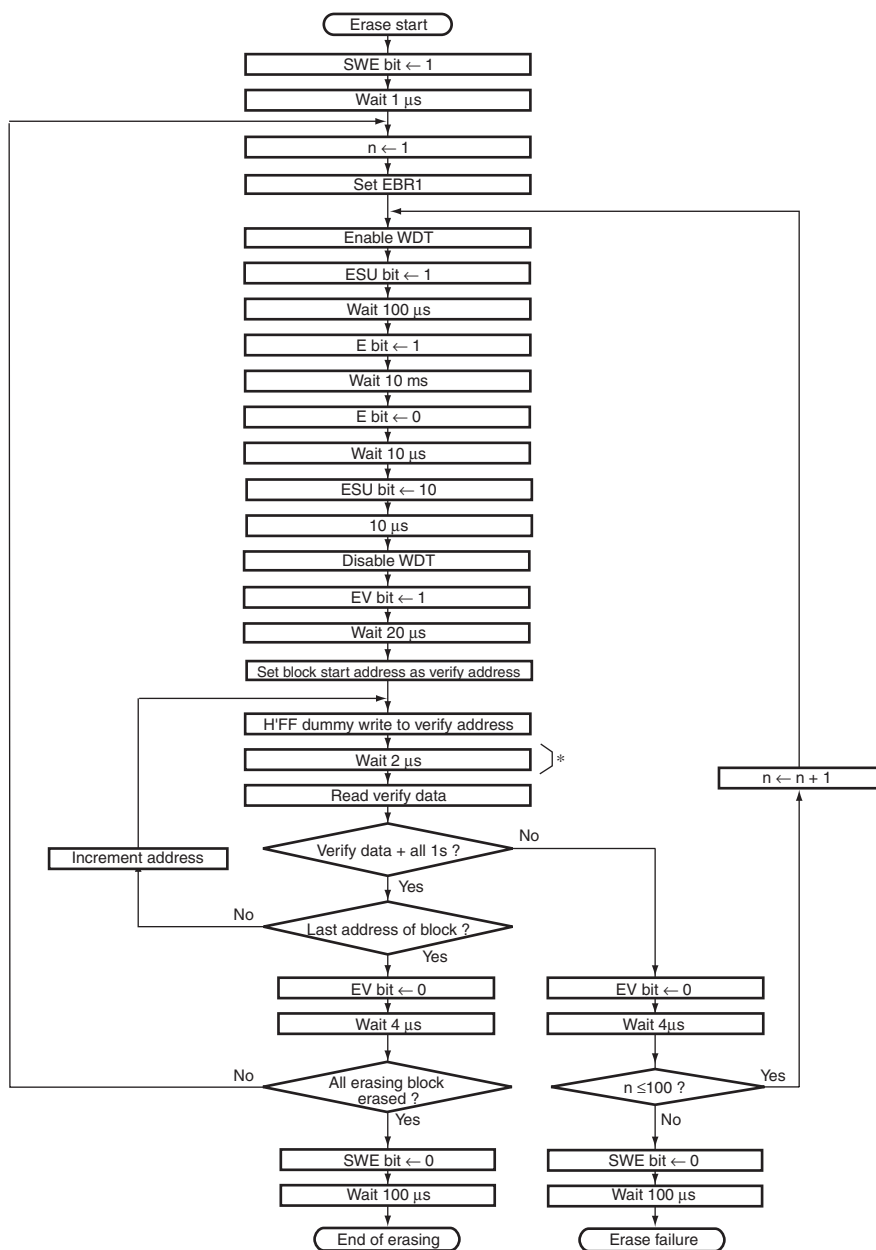 Erase start
SWE bit ← 1
Wait 1 µs
n ← 1
Set EBR1
Enable WDT
ESU bit ← 1
Wait 100 µs
E bit ← 1
Wait 10 ms
E bit ← 0
Wait 10 µs
ESU bit ← 10
10 µs
Disable WDT
EV bit ← 1
Wait 20 µs
Set block start address as verify address
H'FF dummy write to verify address
Wait 2 µs
*
n ← n + 1
Read verify data
No
Verify data + all 1s ?
Increment address
Yes
No
Last address of block ?
Yes
EV bit ← 0
EV bit ← 0
Wait 4 µs
Wait 4µs
No
All erasing block
erased ?
n ≤100 ?
Yes
Yes
No
SWE bit ← 0
SWE bit ← 0
Wait 100 µs
Wait 100 µs
End of erasing
Erase failure